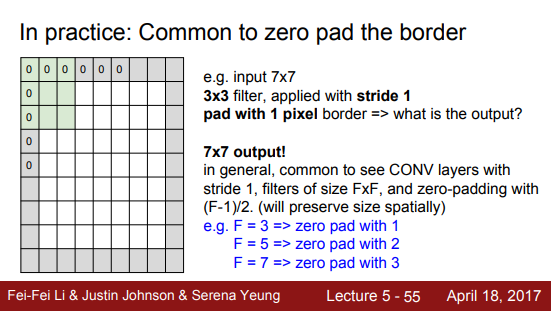 In practice: Common to zero pad the border
0 0 0 0 0 0
0
0
0
0
e.g. input 7x7
3x3 filter, applied with stride 1
pad with 1 pixel border => what is the output?
7x7 output!
in general, common to see CONV layers with
stride 1, filters of size FxF, and zero-padding with
(F-1)/2. (will preserve size spatially)
e.g. F = 3 => zero pad with 1
F = 5 => zero pad with 2
F = 7 => zero pad with 3
Fei-Fei Li & Justin Johnson & Serena Yeung
Lecture 5 - 55
April 18, 2017